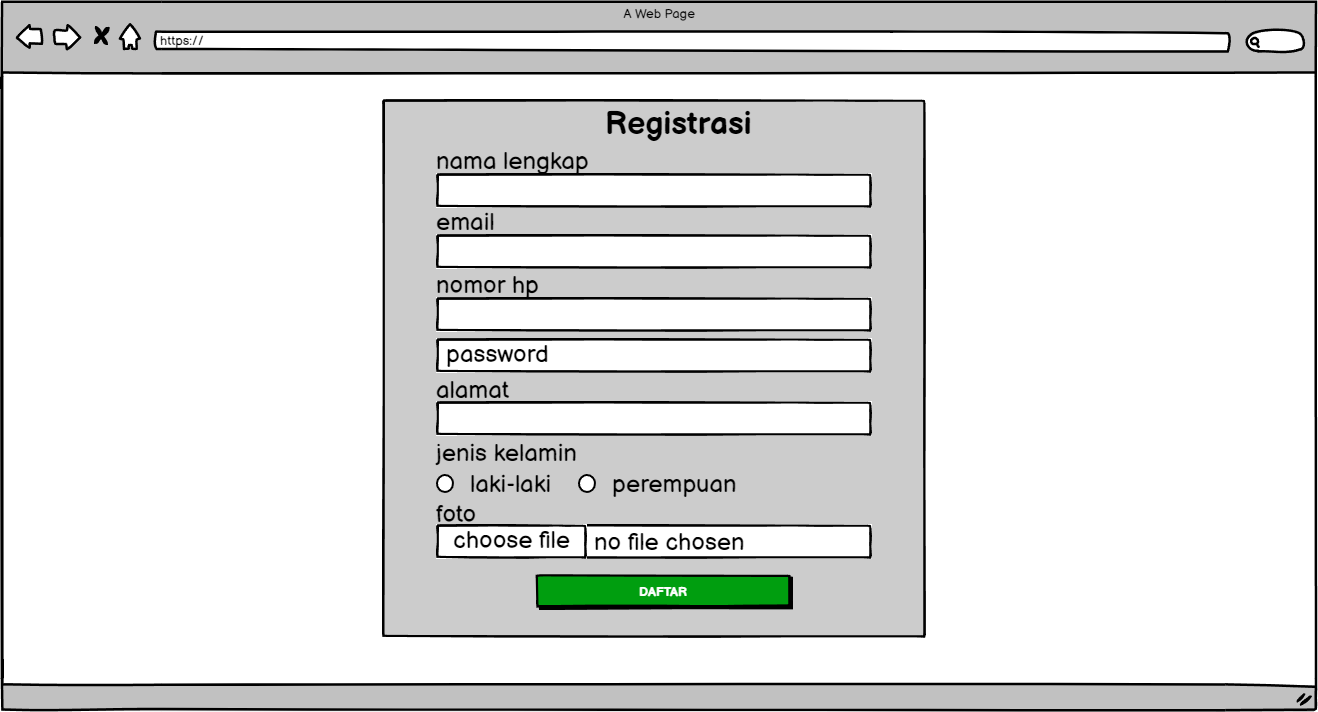 A Web Page
https://
Registrasi
nama lengkap
email
nomor hp
password
alamat
jenis kelamin
laki-laki perempuan
foto
choose file no file chosen
DAFTAR